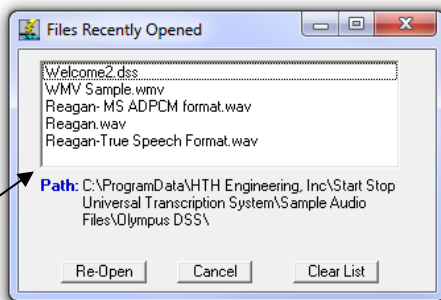 Files Recently Opened
Welcome2.dss
WMV Sample.wmv
Reagan- MS ADPCM format.wav
Reagan.wav
Reagan-True Speech Format.wav
Path: C:\ProgramData\HTH Engineering, Inc\Start Stop
Universal Transcription System\Sample Audio
Files\Olympus DSS\
Re-Open Cancel Clear List